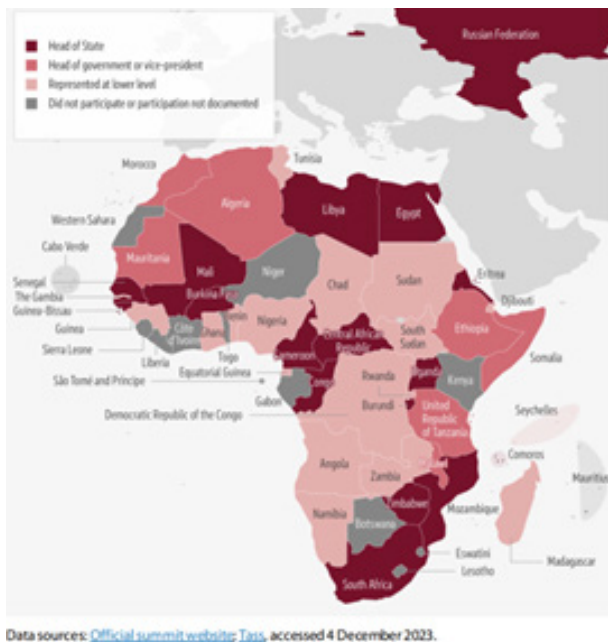 Head of State
Russian Federation
Head of government or vice-president
Represented at lower level
Did not participate or participation not documented
Tunisia
Morocco
Algeria
Libya
Egypt
Western Sahara
Cabo Verde
Mauritania
Mali
Niger
Chad
Sudan
Eritrea
Senegal
The Gambia
Burkina Faso
Djibouti
Guinea-Bissau
Guinea
Côte d'Ivoire
Ghana
Benin
Nigeria
Central African
Republic
South
Sudan
Ethiopia
Sierra Leone
Liberia
Togo
Cameroon
Somalia
Equatorial Guinea
São Tomé and Príncipe
Gabon
Congo
Uganda
Kenya
Rwanda
Burundi
Democratic Republic of the Congo
United
Republic
of Tanzania
Seychelles
Comoros
Angola
Zambia
Mauritius
Zimbabwe
Mozambique
Namibia
Botswana
Eswatini
Lesotho
Madagascar
South Africa
Data sources: Official summit website; Tass, accessed 4 December 2023.